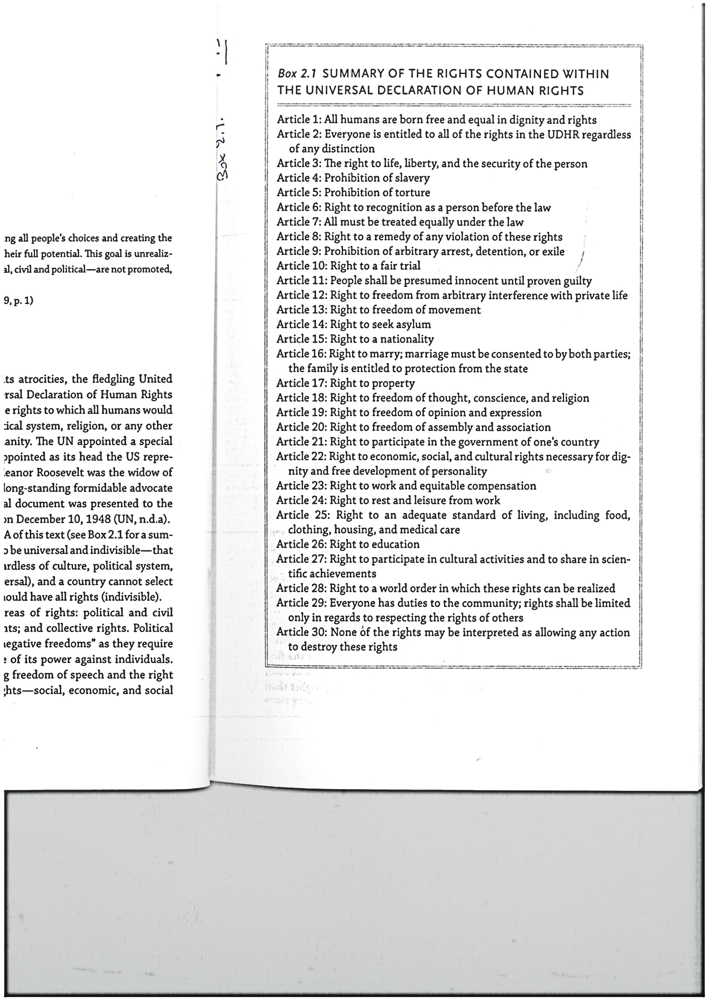 all people's choices and creating the
full potential. This goal is unrealiz-
civil and political—are not promoted,
9, p. 1)
atrocities, the fledgling United
Declaration of Human Rights
rights to which all humans would
system, religion, or any other
The UN appointed a special
as its head the US repre-
Roosevelt was the widow of
long-standing formidable advocate
document was presented to the
December 10, 1948 (UN, n.d.a).
A of this text (see Box 2.1 for a sum-
be universal and indivisible—that
of culture, political system,
and a country cannot select
have all rights (indivisible).
of rights: political and civil
and collective rights. Political
freedoms" as they require
of its power against individuals.
freedom of speech and the right
social, economic, and social
Box 2.1.
Box 2.1 SUMMARY OF THE RIGHTS CONTAINED WITHIN
THE UNIVERSAL DECLARATION OF HUMAN RIGHTS
Article 1: All humans are born free and equal in dignity and rights
Article 2: Everyone is entitled to all of the rights in the UDHR regardless
of any distinction
Article 3: The right to life, liberty, and the security of the person
Article 4: Prohibition of slavery
Article 5: Prohibition of torture
Article 6: Right to recognition as a person before the law
Article 7: All must be treated equally under the law
Article 8: Right to a remedy of any violation of these rights
Article 9: Prohibition of arbitrary arrest, detention, or exile
Article 10: Right to a fair trial
Article 11: People shall be presumed innocent until proven guilty
Article 12: Right to freedom from arbitrary interference with private life
Article 13: Right to freedom of movement
Article 14: Right to seek asylum
Article 15: Right to a nationality
Article 16: Right to marry; marriage must be consented to by both parties;
the family is entitled to protection from the state
Article 17: Right to property
Article 18: Right to freedom of thought, conscience, and religion
Article 19: Right to freedom of opinion and expression
Article 20: Right to freedom of assembly and association
Article 21: Right to participate in the government of one's country
Article 22: Right to economic, social, and cultural rights necessary for dig-
nity and free development of personality
Article 23: Right to work and equitable compensation
Article 24: Right to rest and leisure from work
Article 25: Right to an adequate standard of living, including food,
clothing, housing, and medical care
Article 26: Right to education
Article 27: Right to participate in cultural activities and to share in scien-
tific achievements
Article 28: Right to a world order in which these rights can be realized
Article 29: Everyone has duties to the community; rights shall be limited
only in regards to respecting the rights of others
Article 30: None of the rights may be interpreted as allowing any action
to destroy these rights